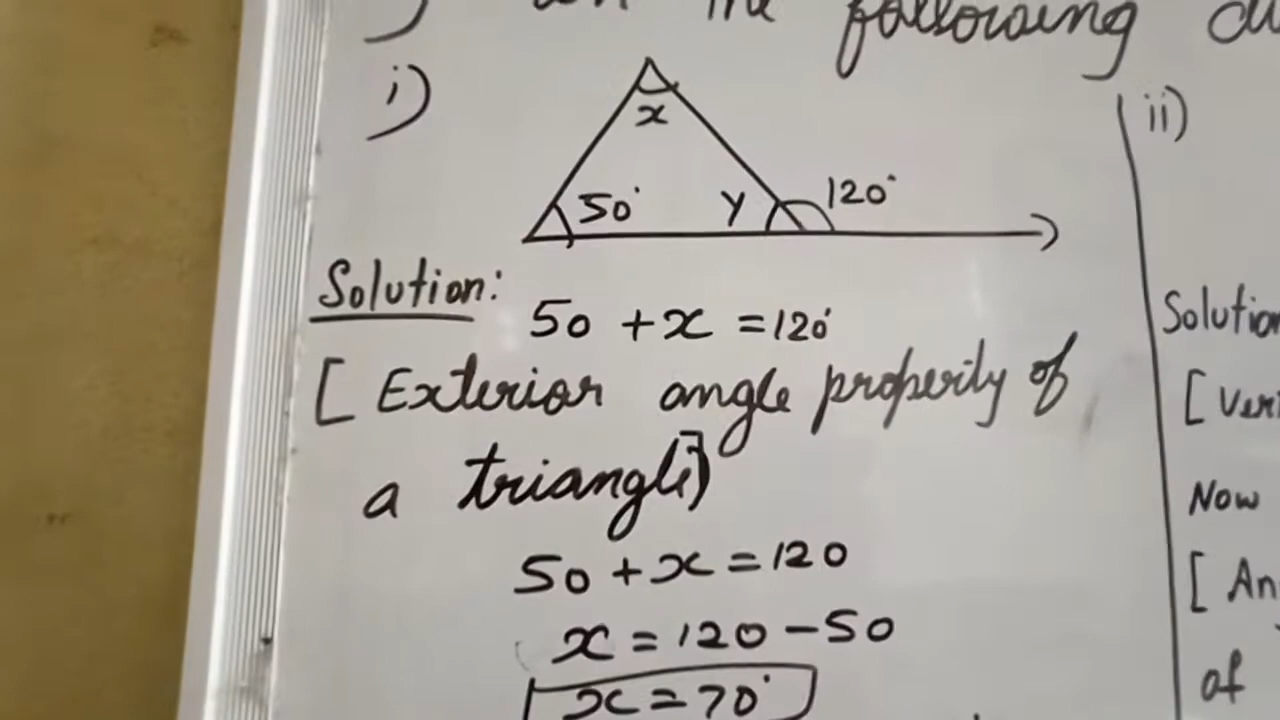 the following
i)
x
50° y 120°
Solution: 50 + x = 120°
[Exterior angle property of
a triangle]
50 + x = 120
x = 120 - 50
x = 70°
ii)
Solution
[Veri
Now
[An
of